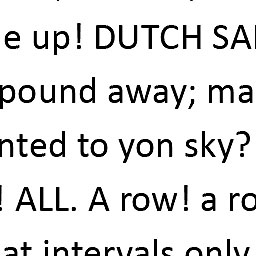 e up! DUTCH SA
pound away; ma
nted to yon sky?
! ALL. A row! a ro
at intervals only